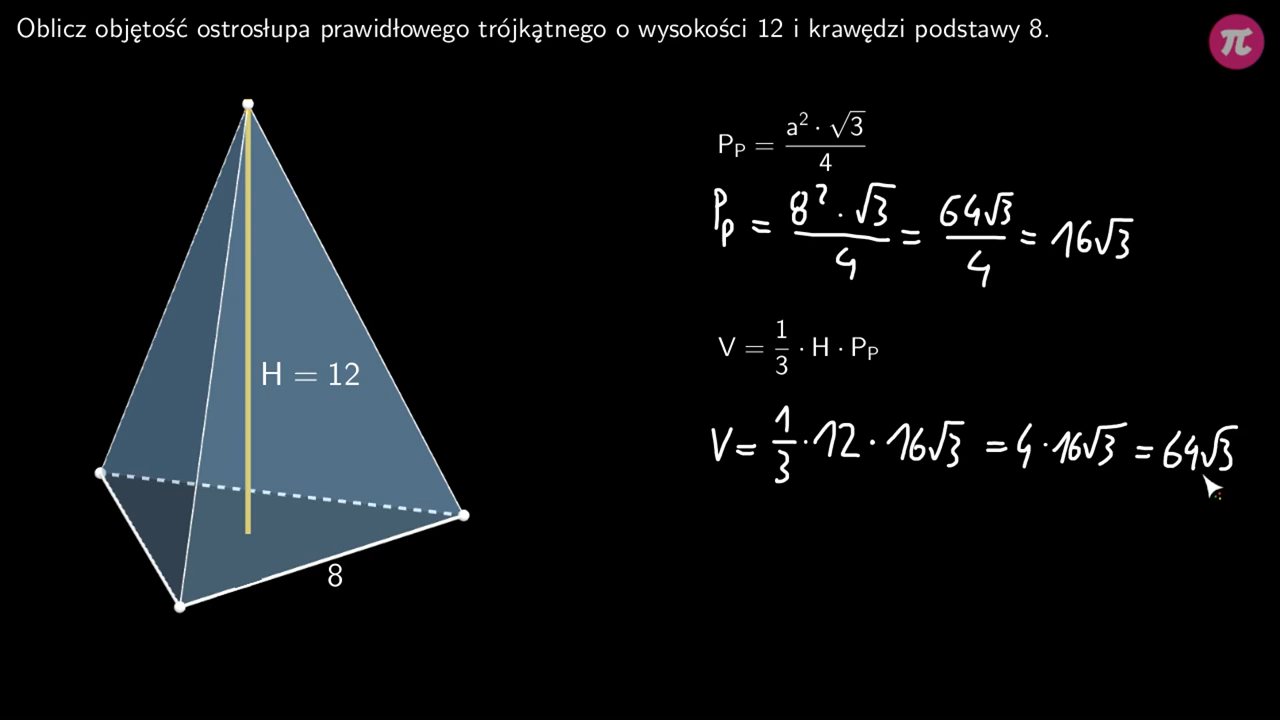 Oblicz objętość ostrosłupa prawidłowego trójkątnego o wysokości 12 i krawędzi podstawy 8.
π
P_P = (a² · √3)/4
P_P = (8² · √3)/4 = (64√3)/4 = 16√3
V = 1/3 · H · P_P
H = 12
V = 1/3 · 12 · 16√3 = 4 · 16√3 = 64√3
8